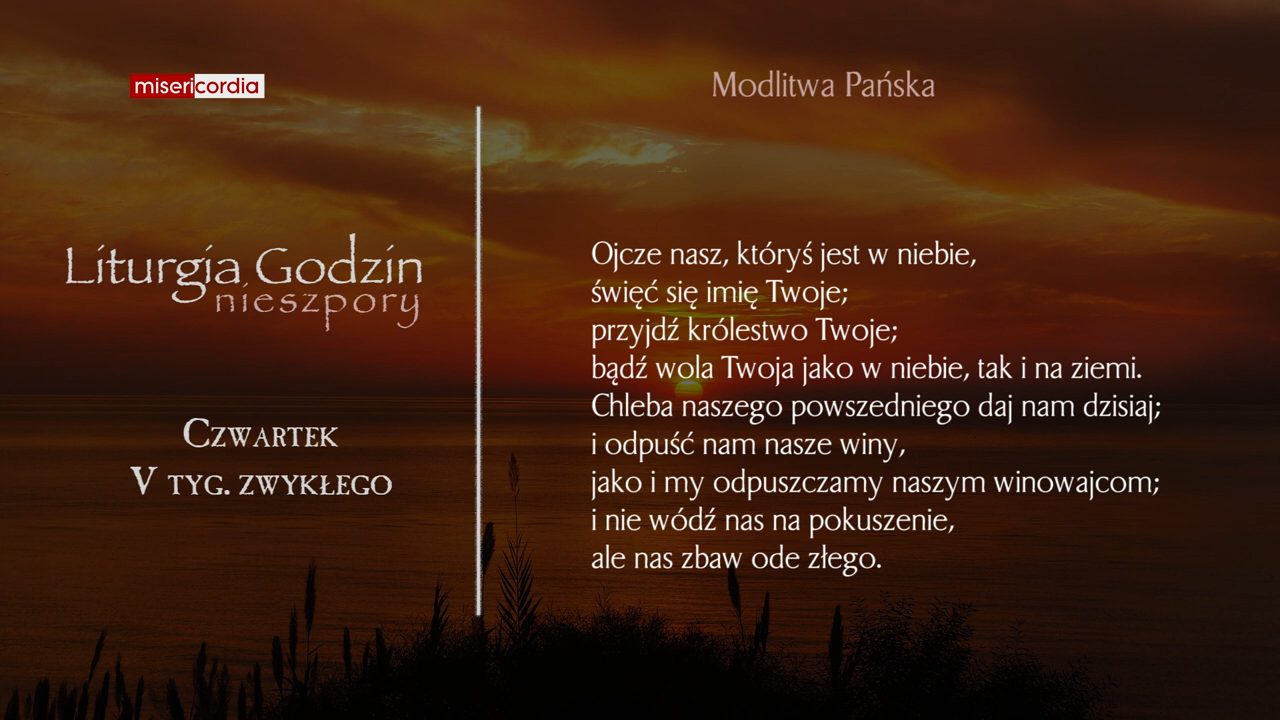 misericordia
Liturgia Godzin
nieszpory
Czwartek
V tyg. zwykłego
Modlitwa Pańska
Ojcze nasz, któryś jest w niebie,
święć się imię Twoje;
przyjdź królestwo Twoje;
bądź wola Twoja jako w niebie, tak i na ziemi.
Chleba naszego powszedniego daj nam dzisiaj;
i odpuść nam nasze winy,
jako i my odpuszczamy naszym winowajcom;
i nie wódź nas na pokuszenie,
ale nas zbaw ode złego.